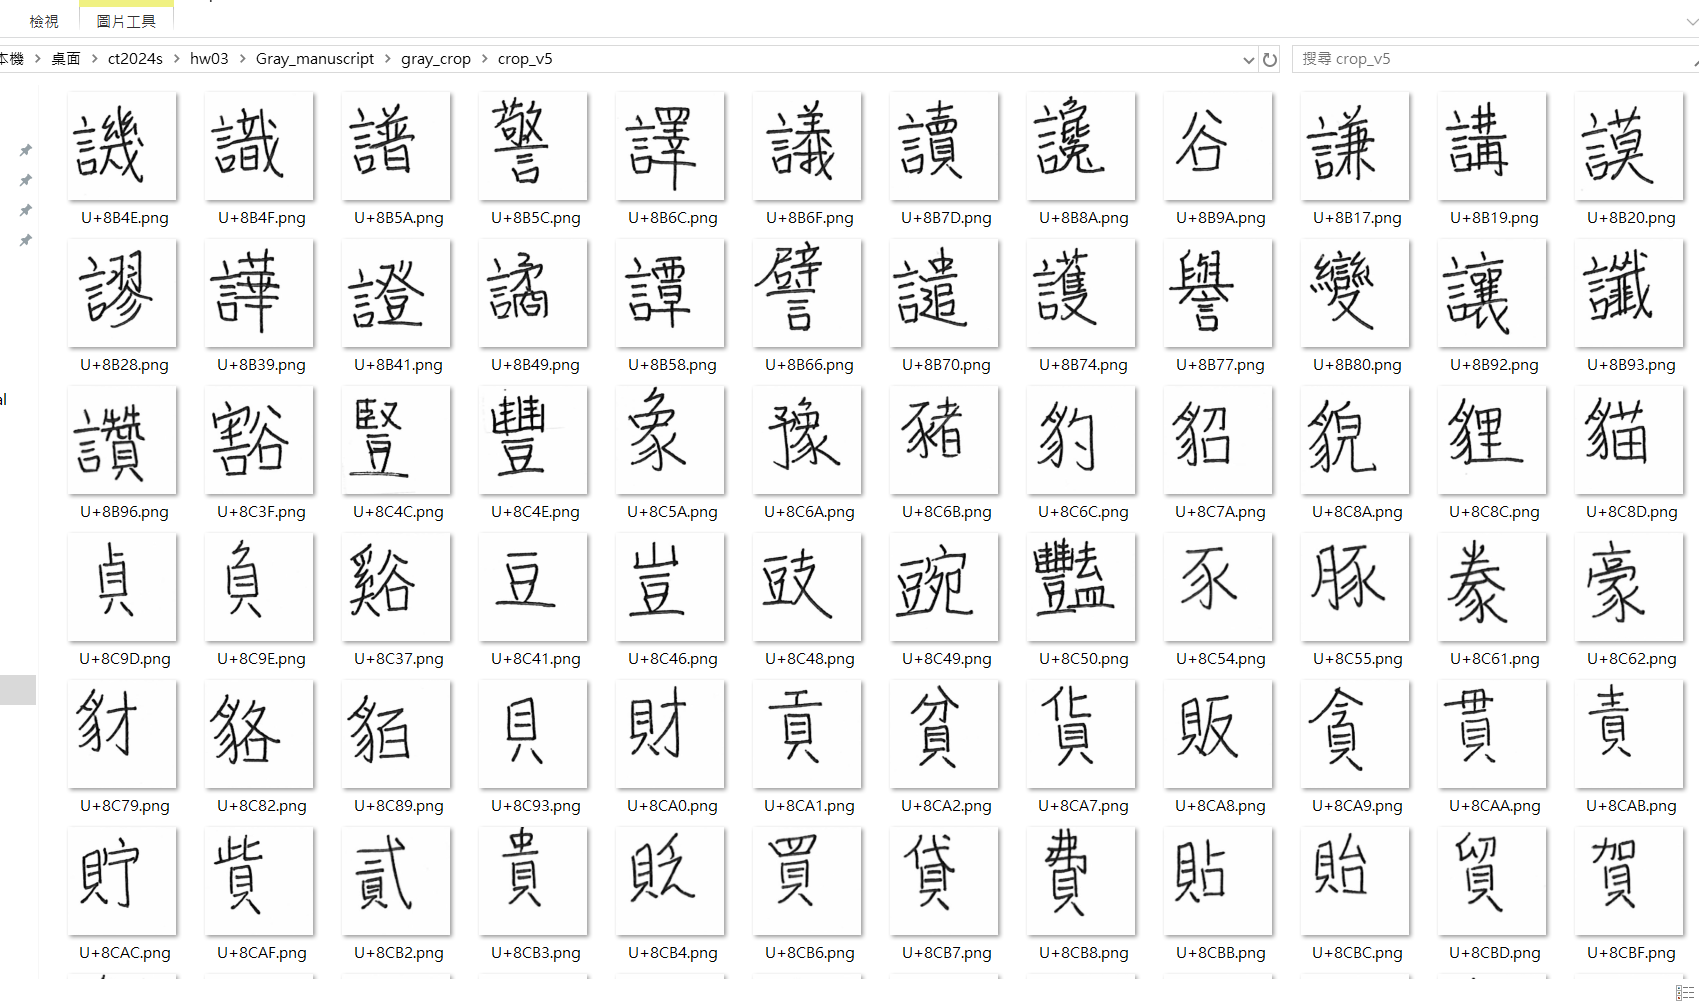 檢視 圖片工具
本機 > 桌面 > ct2024s > hw03 > Gray_manuscript > gray_crop > crop_v5 搜尋 crop_v5
譏 識 譜 警 譯 議 讀 讒 谷 謙 講 謨
U+8B4E.png U+8B4F.png U+8B5A.png U+8B5C.png U+8B6C.png U+8B6F.png U+8B7D.png U+8B8A.png U+8B9A.png U+8B17.png U+8B19.png U+8B20.png
謬 譁 證 譎 譚 譬 譴 護 譽 變 讓 讖
U+8B28.png U+8B39.png U+8B41.png U+8B49.png U+8B58.png U+8B66.png U+8B70.png U+8B74.png U+8B77.png U+8B80.png U+8B92.png U+8B93.png
讚 豁 豎 豐 象 豫 豬 豹 貂 貌 貍 貓
U+8B96.png U+8C3F.png U+8C4C.png U+8C4E.png U+8C5A.png U+8C6A.png U+8C6B.png U+8C6C.png U+8C7A.png U+8C8A.png U+8C8C.png U+8C8D.png
al
貞 負 谿 豆 豈 豉 豌 豔 豕 豚 豢 豪
U+8C9D.png U+8C9E.png U+8C37.png U+8C41.png U+8C46.png U+8C48.png U+8C49.png U+8C50.png U+8C54.png U+8C55.png U+8C61.png U+8C62.png
豺 貉 貊 貝 財 貢 貧 貨 販 貪 貫 責
U+8C79.png U+8C82.png U+8C89.png U+8C93.png U+8CA0.png U+8CA1.png U+8CA2.png U+8CA7.png U+8CA8.png U+8CA9.png U+8CAA.png U+8CAB.png
貯 貲 貳 貴 貶 買 貸 費 貼 貽 貿 賀
U+8CAC.png U+8CAF.png U+8CB2.png U+8CB3.png U+8CB4.png U+8CB6.png U+8CB7.png U+8CB8.png U+8CBB.png U+8CBC.png U+8CBD.png U+8CBF.png